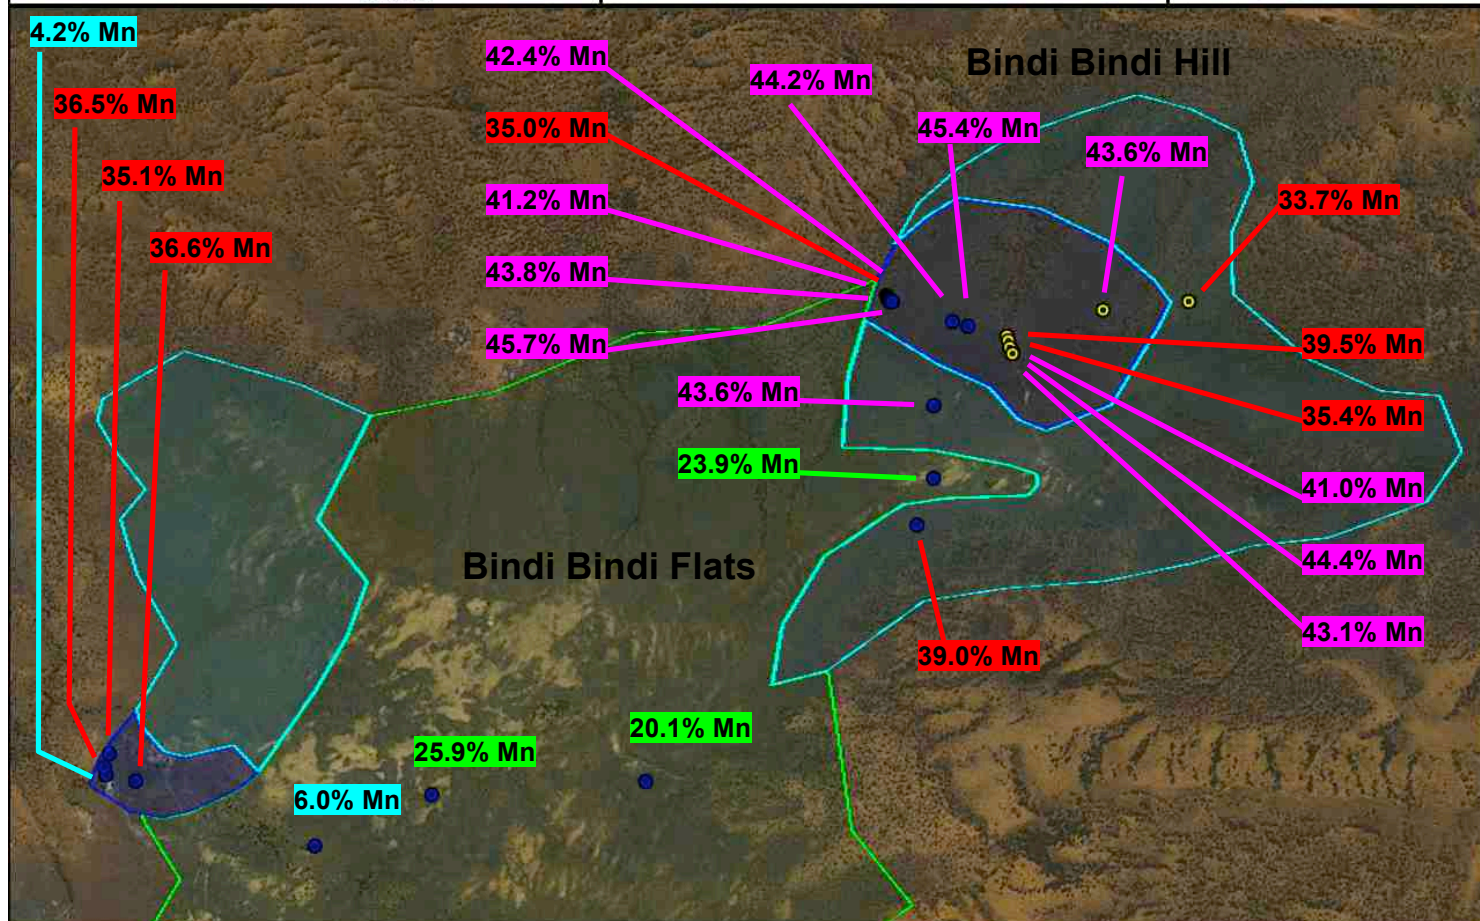 4.2% Mn
36.5% Mn
35.1% Mn
36.6% Mn
42.4% Mn
35.0% Mn
41.2% Mn
43.8% Mn
45.7% Mn
44.2% Mn
Bindi Bindi Hill
45.4% Mn
43.6% Mn
33.7% Mn
39.5% Mn
35.4% Mn
41.0% Mn
44.4% Mn
43.1% Mn
43.6% Mn
23.9% Mn
Bindi Bindi Flats
39.0% Mn
20.1% Mn
25.9% Mn
6.0% Mn